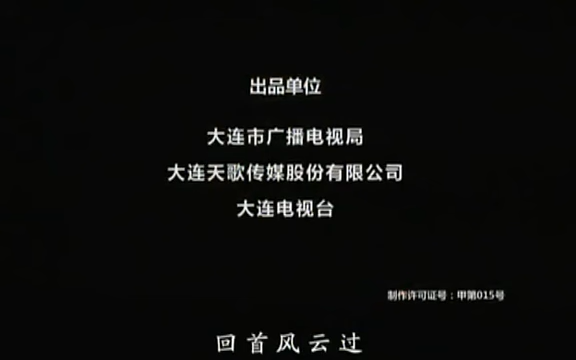 出品单位
大连市广播电视局
大连天歌传媒股份有限公司
大连电视台
制作许可证号：甲第015号
回首风云过